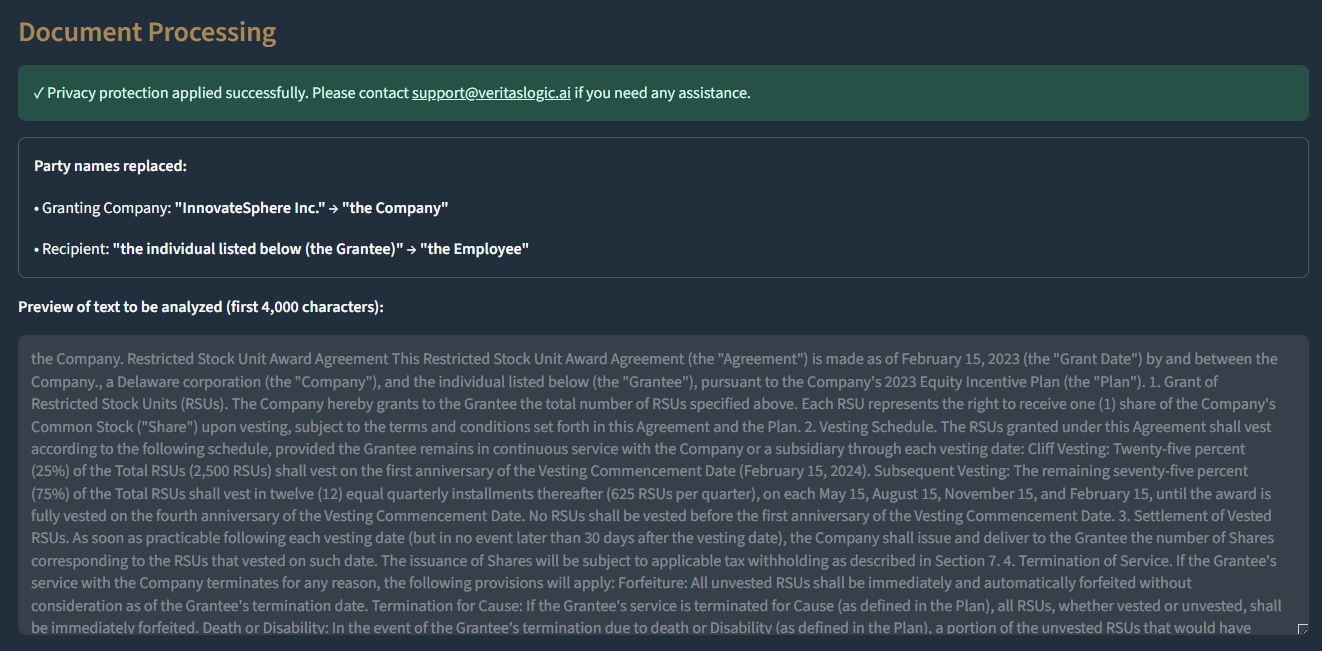 Document Processing
✓ Privacy protection applied successfully. Please contact support@veritaslogic.ai if you need any assistance.
Party names replaced:
• Granting Company: "InnovateSphere Inc." → "the Company"
• Recipient: "the individual listed below (the Grantee)" → "the Employee"
Preview of text to be analyzed (first 4,000 characters):
the Company. Restricted Stock Unit Award Agreement This Restricted Stock Unit Award Agreement (the "Agreement") is made as of February 15, 2023 (the "Grant Date") by and between the
Company., a Delaware corporation (the "Company"), and the individual listed below (the "Grantee"), pursuant to the Company's 2023 Equity Incentive Plan (the "Plan"). 1. Grant of
Restricted Stock Units (RSUs). The Company hereby grants to the Grantee the total number of RSUs specified above. Each RSU represents the right to receive one (1) share of the Company's
Common Stock ("Share") upon vesting, subject to the terms and conditions set forth in this Agreement and the Plan. 2. Vesting Schedule. The RSUs granted under this Agreement shall vest
according to the following schedule, provided the Grantee remains in continuous service with the Company or a subsidiary through each vesting date: Cliff Vesting: Twenty-five percent
(25%) of the Total RSUs (2,500 RSUs) shall vest on the first anniversary of the Vesting Commencement Date (February 15, 2024). Subsequent Vesting: The remaining seventy-five percent
(75%) of the Total RSUs shall vest in twelve (12) equal quarterly installments thereafter (625 RSUs per quarter), on each May 15, August 15, November 15, and February 15, until the award is
fully vested on the fourth anniversary of the Vesting Commencement Date. No RSUs shall be vested before the first anniversary of the Vesting Commencement Date. 3. Settlement of Vested
RSUs. As soon as practicable following each vesting date (but in no event later than 30 days after the vesting date), the Company shall issue and deliver to the Grantee the number of Shares
corresponding to the RSUs that vested on such date. The issuance of Shares will be subject to applicable tax withholding as described in Section 7. 4. Termination of Service. If the Grantee's
service with the Company terminates for any reason, the following provisions will apply: Forfeiture: All unvested RSUs shall be immediately and automatically forfeited without
consideration as of the Grantee's termination date. Termination for Cause: If the Grantee's service is terminated for Cause (as defined in the Plan), all RSUs, whether vested or unvested, shall
be immediately forfeited. Death or Disability: In the event of the Grantee's termination due to death or Disability (as defined in the Plan), a portion of the unvested RSUs that would have